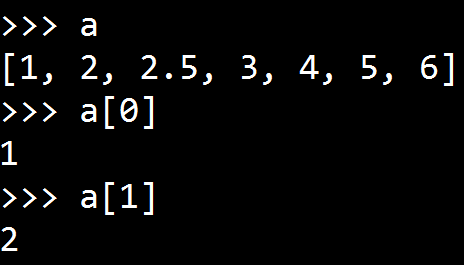 >>> a
[1, 2, 2.5, 3, 4, 5, 6]
>>> a[0]
1
>>> a[1]
2